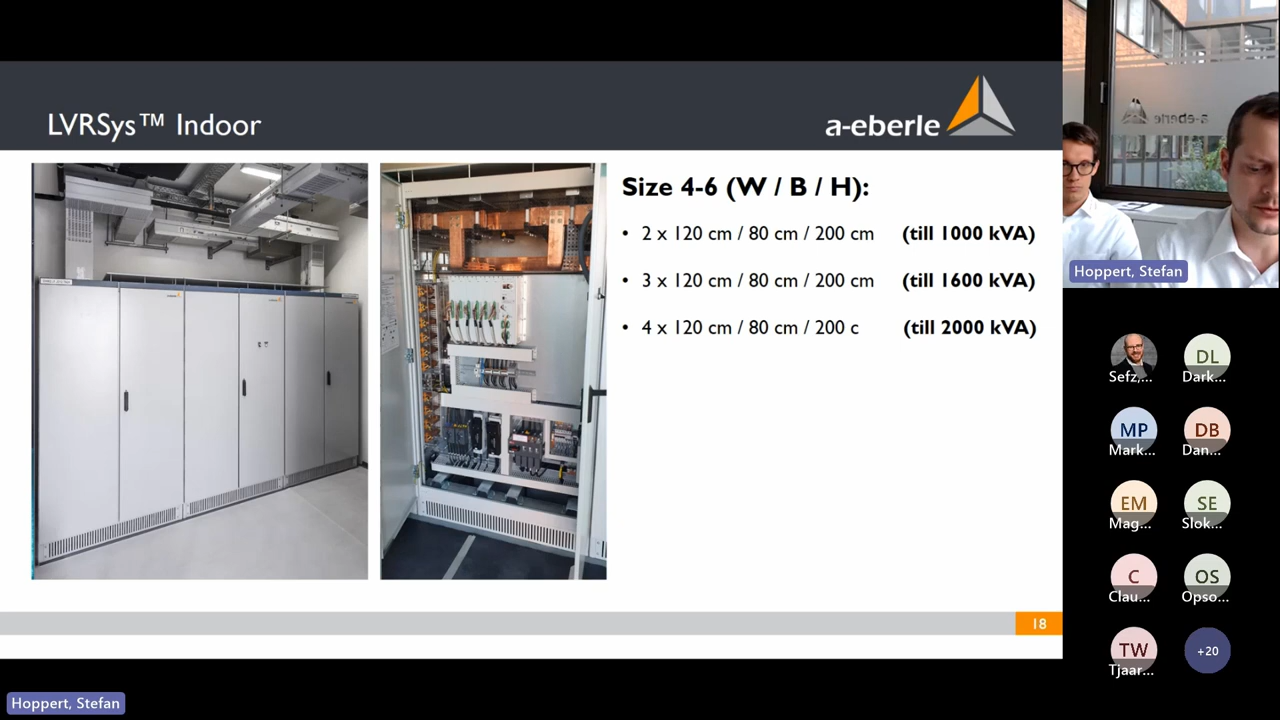 LVRSys™ Indoor
a-eberle
Size 4-6 (W / B / H):
• 2 x 120 cm / 80 cm / 200 cm (till 1000 kVA)
• 3 x 120 cm / 80 cm / 200 cm (till 1600 kVA)
• 4 x 120 cm / 80 cm / 200 c (till 2000 kVA)
18
Hoppert, Stefan
a-eberle
Hoppert, Stefan
Sefz,...
DL
Dark...
MP
Mark...
DB
Dan...
EM
Mag...
SE
Slok...
C
Clau...
OS
Opso...
TW
Tjaar...
+20